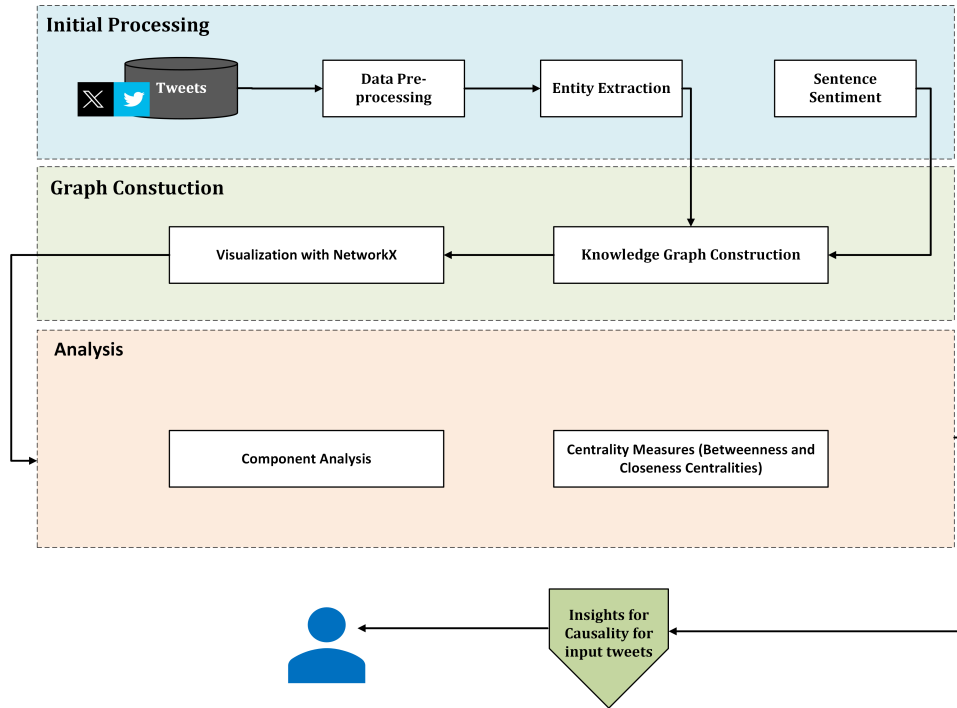 Initial Processing
Tweets
Data Pre-
processing
Entity Extraction
Sentence
Sentiment
Graph Constuction
Visualization with NetworkX
Knowledge Graph Construction
Analysis
Component Analysis
Centrality Measures (Betweenness and
Closeness Centralities)
Insights for
Causality for
input tweets